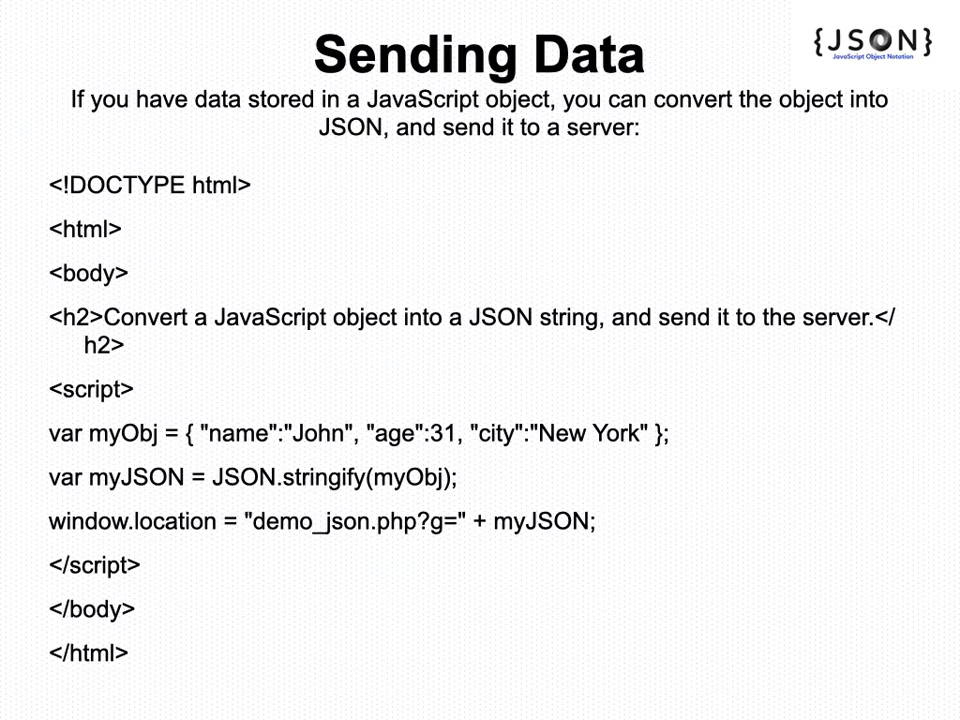 Sending Data
{JSON}
JavaScript Object Notation
If you have data stored in a JavaScript object, you can convert the object into
JSON, and send it to a server:
<!DOCTYPE html>
<html>
<body>
<h2>Convert a JavaScript object into a JSON string, and send it to the server.</
h2>
<script>
var myObj = { "name":"John", "age":31, "city":"New York" };
var myJSON = JSON.stringify(myObj);
window.location = "demo_json.php?g=" + myJSON;
</script>
</body>
</html>